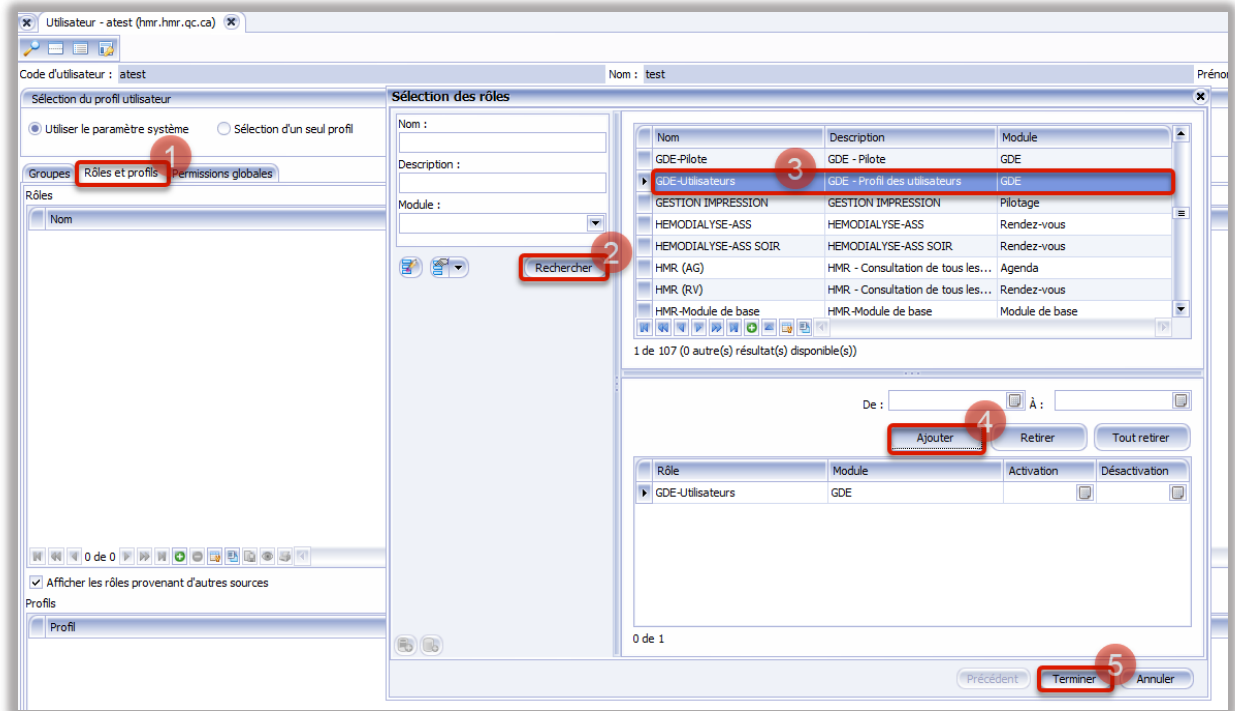 Utilisateur - atest (hmr.hmr.qc.ca)
Code d'utilisateur : atest Nom : test Prénor
Sélection du profil utilisateur
Utiliser le paramètre système Sélection d'un seul profil
1
Groupes Rôles et profils Permissions globales
Rôles
Nom
0 de 0
Afficher les rôles provenant d'autres sources
Profils
Profil
Sélection des rôles
Nom :
Description :
Module :
2
Rechercher
Nom Description Module
GDE-Pilote GDE - Pilote GDE
3
GDE-Utilisateurs GDE - Profil des utilisateurs GDE
GESTION IMPRESSION GESTION IMPRESSION Pilotage
HEMODIALYSE-ASS HEMODIALYSE-ASS Rendez-vous
HEMODIALYSE-ASS SOIR HEMODIALYSE-ASS SOIR Rendez-vous
HMR (AG) HMR - Consultation de tous les... Agenda
HMR (RV) HMR - Consultation de tous les... Rendez-vous
HMR-Module de base HMR-Module de base Module de base
1 de 107 (0 autre(s) résultat(s) disponible(s))
De : À :
4
Ajouter Retirer Tout retirer
Rôle Module Activation Désactivation
GDE-Utilisateurs GDE
0 de 1
5
Précédent Terminer Annuler